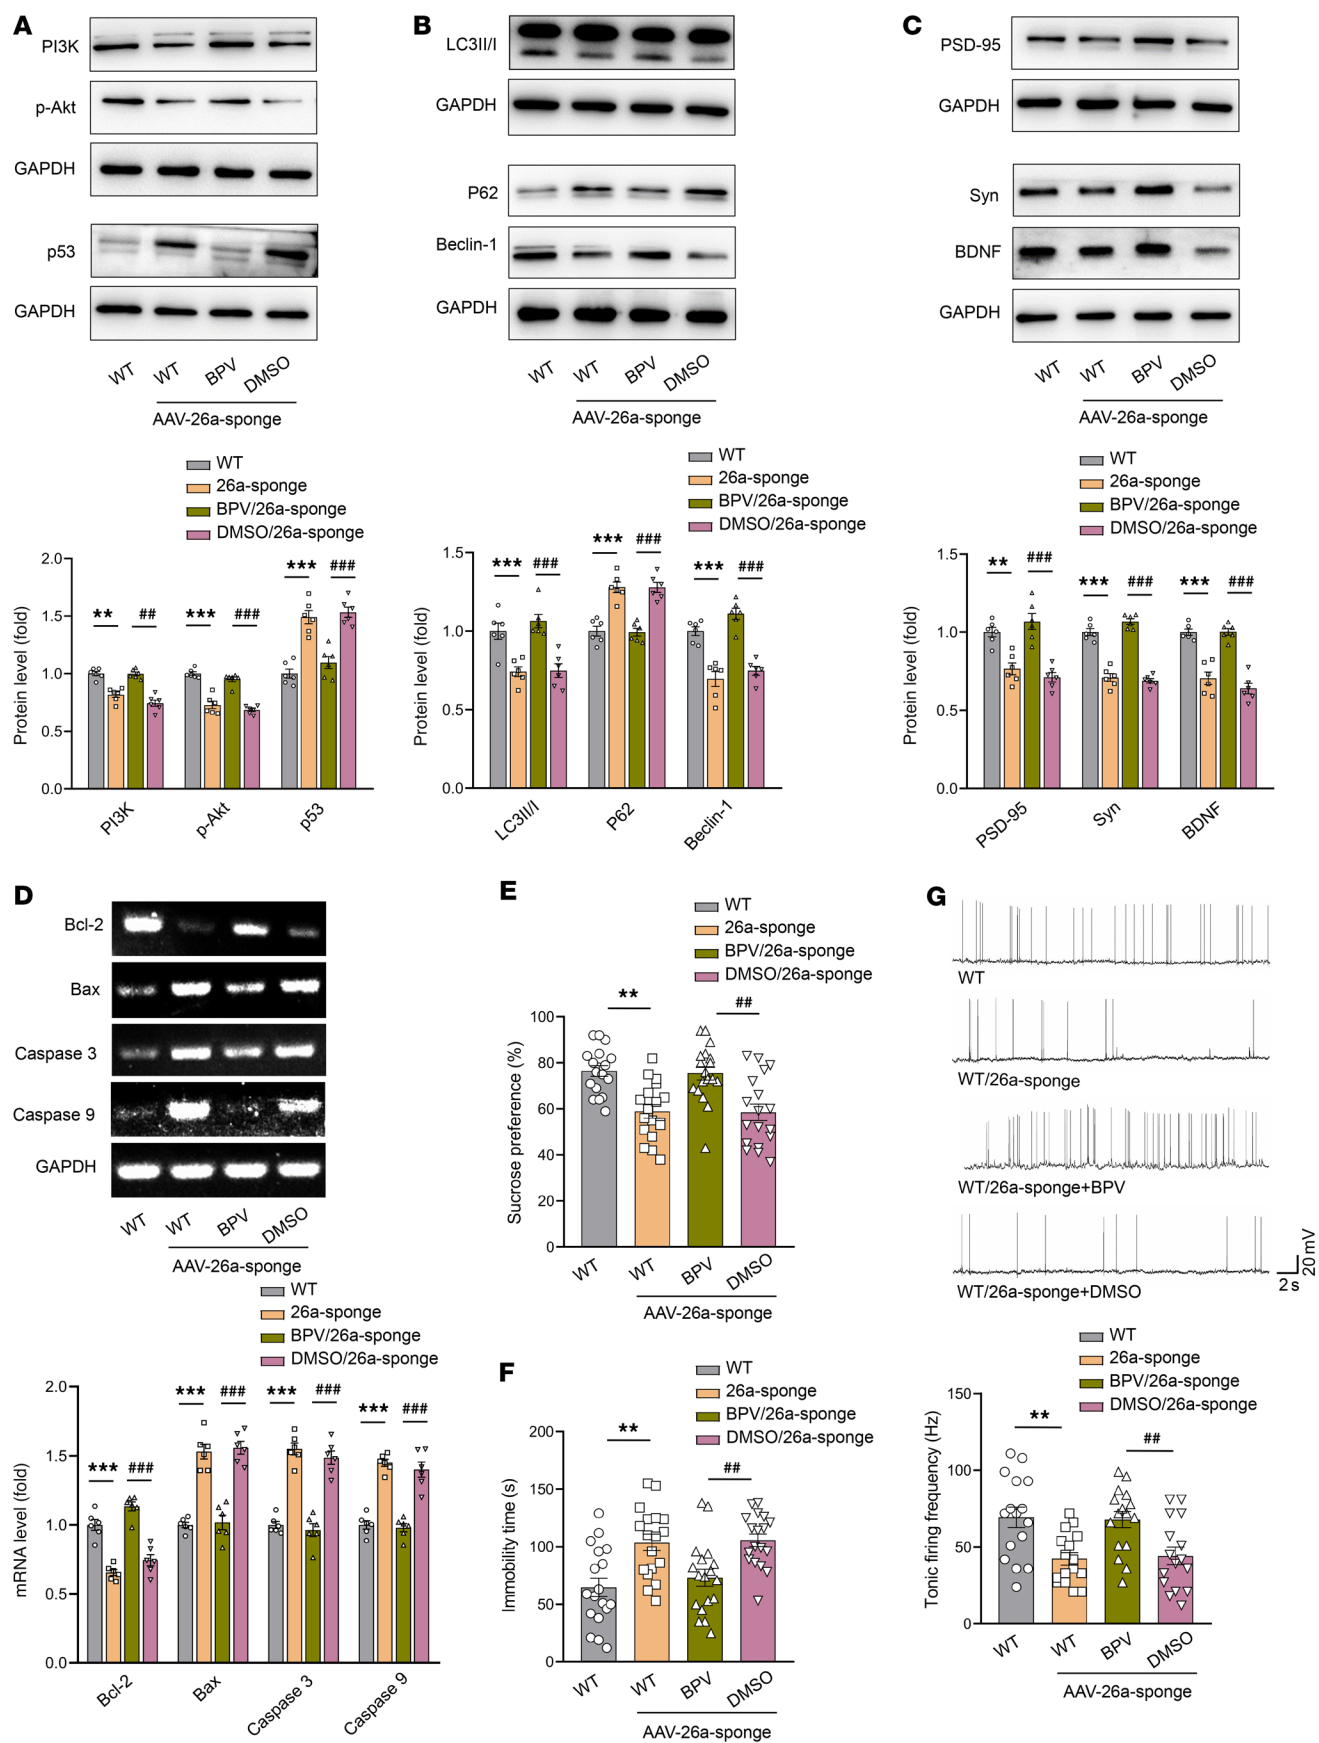 A
PI3K
p-Akt
GAPDH
p53
GAPDH
WT
WT
BPV
DMSO
AAV-26a-sponge
WT
26a-sponge
BPV/26a-sponge
DMSO/26a-sponge
Protein level (fold)
2.0
1.5
1.0
0.5
0.0
**
##
***
###
***
###
PI3K
p-Akt
p53
B
LC3II/I
GAPDH
P62
Beclin-1
GAPDH
WT
WT
BPV
DMSO
AAV-26a-sponge
WT
26a-sponge
BPV/26a-sponge
DMSO/26a-sponge
Protein level (fold)
1.5
1.0
0.5
0.0
***
###
***
###
***
###
LC3II/I
P62
Beclin-1
C
PSD-95
GAPDH
Syn
BDNF
GAPDH
WT
WT
BPV
DMSO
AAV-26a-sponge
WT
26a-sponge
BPV/26a-sponge
DMSO/26a-sponge
Protein level (fold)
1.5
1.0
0.5
0.0
**
###
***
###
***
###
PSD-95
Syn
BDNF
D
Bcl-2
Bax
Caspase 3
Caspase 9
GAPDH
WT
WT
BPV
DMSO
AAV-26a-sponge
WT
26a-sponge
BPV/26a-sponge
DMSO/26a-sponge
mRNA level (fold)
2.0
1.5
1.0
0.5
0.0
***
###
***
###
***
###
***
###
Bcl-2
Bax
Caspase 3
Caspase 9
E
WT
26a-sponge
BPV/26a-sponge
DMSO/26a-sponge
Sucrose preference (%)
100
80
60
40
20
0
**
##
WT
WT
BPV
DMSO
AAV-26a-sponge
F
WT
26a-sponge
BPV/26a-sponge
DMSO/26a-sponge
Immobility time (s)
200
150
100
50
0
**
##
WT
WT
BPV
DMSO
AAV-26a-sponge
G
WT
WT/26a-sponge
WT/26a-sponge+BPV
WT/26a-sponge+DMSO
20 mV
2 s
WT
26a-sponge
BPV/26a-sponge
DMSO/26a-sponge
Tonic firing frequency (Hz)
150
100
50
0
**
##
WT
WT
BPV
DMSO
AAV-26a-sponge